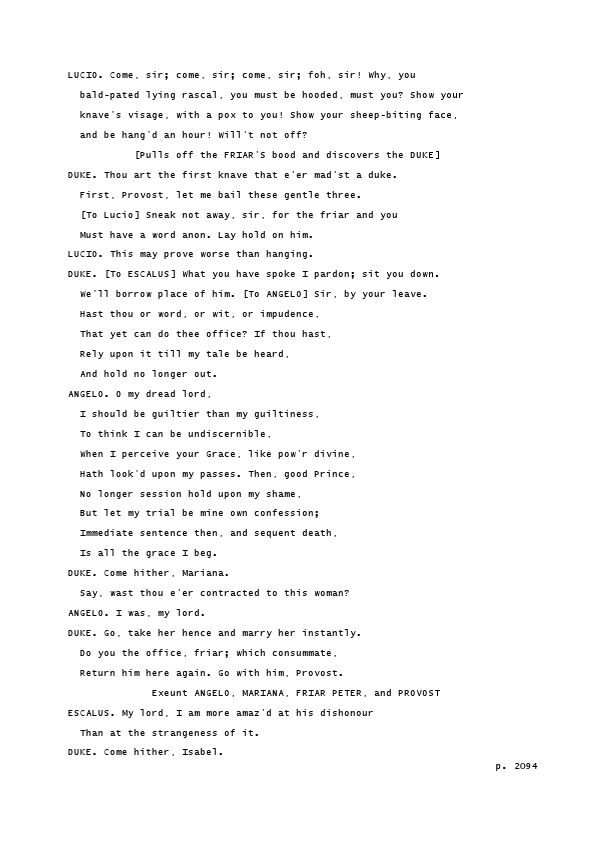 LUCIO. Come, sir; come, sir; come, sir; foh, sir! Why, you
bald-pated lying rascal, you must be hooded, must you? Show your
knave's visage, with a pox to you! Show your sheep-biting face,
and be hang'd an hour! Will't not off?
[Pulls off the FRIAR'S bood and discovers the DUKE]
DUKE. Thou art the first knave that e'er mad'st a duke.
First, Provost, let me bail these gentle three.
[To Lucio] Sneak not away, sir, for the friar and you
Must have a word anon. Lay hold on him.
LUCIO. This may prove worse than hanging.
DUKE. [To ESCALUS] What you have spoke I pardon; sit you down.
We'll borrow place of him. [To ANGELO] Sir, by your leave.
Hast thou or word, or wit, or impudence,
That yet can do thee office? If thou hast,
Rely upon it till my tale be heard,
And hold no longer out.
ANGELO. O my dread lord,
I should be guiltier than my guiltiness,
To think I can be undiscernible,
When I perceive your Grace, like pow'r divine,
Hath look'd upon my passes. Then, good Prince,
No longer session hold upon my shame,
But let my trial be mine own confession;
Immediate sentence then, and sequent death,
Is all the grace I beg.
DUKE. Come hither, Mariana.
Say, wast thou e'er contracted to this woman?
ANGELO. I was, my lord.
DUKE. Go, take her hence and marry her instantly.
Do you the office, friar; which consummate,
Return him here again. Go with him, Provost.
Exeunt ANGELO, MARIANA, FRIAR PETER, and PROVOST
ESCALUS. My lord, I am more amaz'd at his dishonour
Than at the strangeness of it.
DUKE. Come hither, Isabel.
p. 2094